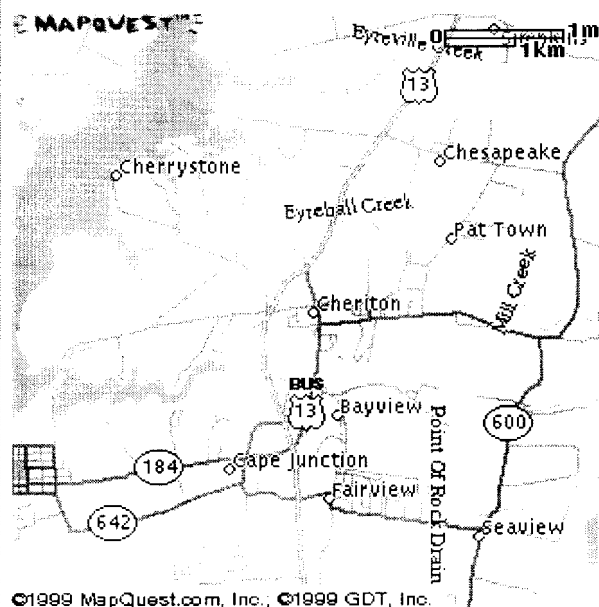 MAPQUEST
Eyreville Creek
0 1m
1km
13
Cherrystone
Chesapeake
Eyrehall Creek
Pat Town
Mill Creek
Cheriton
BUS
13
Bayview
Point Of Rock Drain
600
184
Cape Junction
Fairview
642
Seaview
©1999 MapQuest.com, Inc.; ©1999 GDT, Inc.